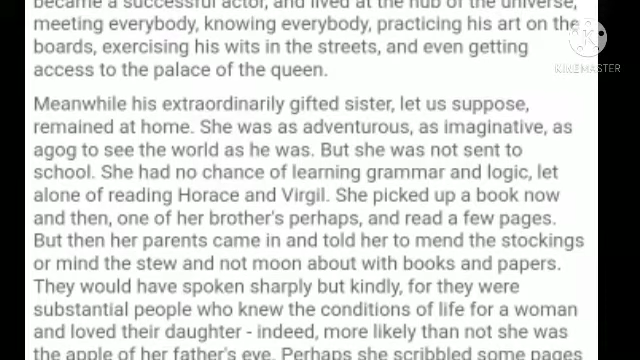 became a successful actor, and lived at the hub of the universe,
meeting everybody, knowing everybody, practicing his art on the
boards, exercising his wits in the streets, and even getting
access to the palace of the queen.
KINEMASTER
Meanwhile his extraordinarily gifted sister, let us suppose,
remained at home. She was as adventurous, as imaginative, as
agog to see the world as he was. But she was not sent to
school. She had no chance of learning grammar and logic, let
alone of reading Horace and Virgil. She picked up a book now
and then, one of her brother's perhaps, and read a few pages.
But then her parents came in and told her to mend the stockings
or mind the stew and not moon about with books and papers.
They would have spoken sharply but kindly, for they were
substantial people who knew the conditions of life for a woman
and loved their daughter - indeed, more likely than not she was
the apple of her father's eye. Perhaps she scribbled some pages